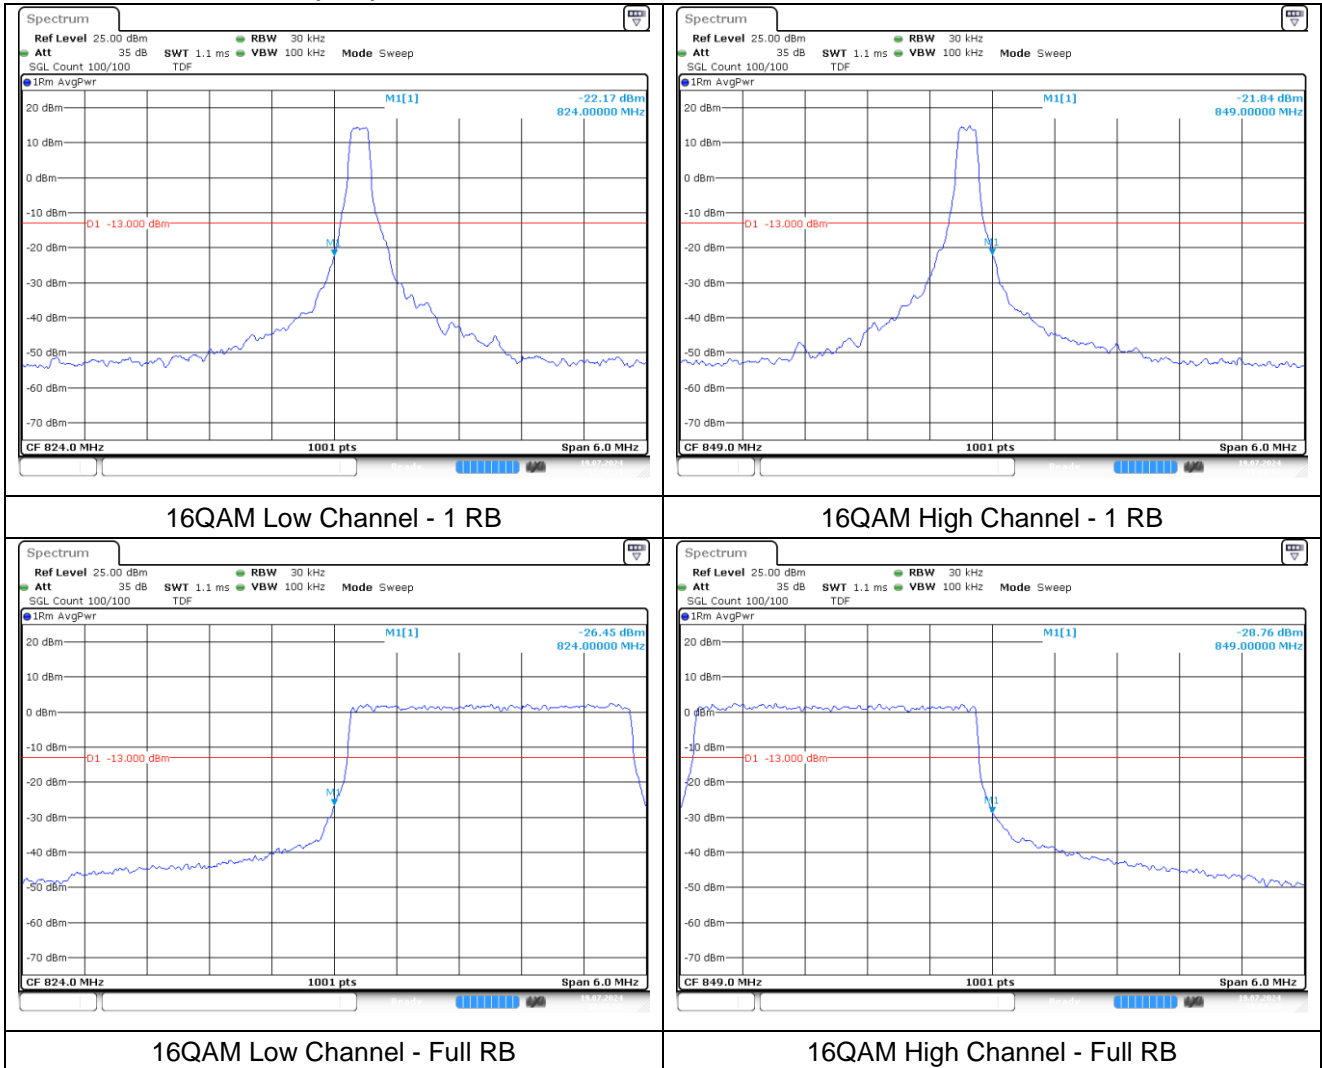 Spectrum
Ref Level 25.00 dBm RBW 30 kHz
Att 35 dB SWT 1.1 ms VBW 100 kHz Mode Sweep
SGL Count 100/100 TDF
1Rm AvgPwr
M1[1] -22.17 dBm
824.00000 MHz
20 dBm
10 dBm
0 dBm
-10 dBm
D1 -13.000 dBm
M1
-20 dBm
-30 dBm
-40 dBm
-50 dBm
-60 dBm
-70 dBm
CF 824.0 MHz 1001 pts Span 6.0 MHz
Ready 19.07.2024
16QAM Low Channel - 1 RB
Spectrum
Ref Level 25.00 dBm RBW 30 kHz
Att 35 dB SWT 1.1 ms VBW 100 kHz Mode Sweep
SGL Count 100/100 TDF
1Rm AvgPwr
M1[1] -21.84 dBm
849.00000 MHz
20 dBm
10 dBm
0 dBm
-10 dBm
D1 -13.000 dBm
M1
-20 dBm
-30 dBm
-40 dBm
-50 dBm
-60 dBm
-70 dBm
CF 849.0 MHz 1001 pts Span 6.0 MHz
Ready 19.07.2024
16QAM High Channel - 1 RB
Spectrum
Ref Level 25.00 dBm RBW 30 kHz
Att 35 dB SWT 1.1 ms VBW 100 kHz Mode Sweep
SGL Count 100/100 TDF
1Rm AvgPwr
M1[1] -26.45 dBm
824.00000 MHz
20 dBm
10 dBm
0 dBm
-10 dBm
D1 -13.000 dBm
-20 dBm
M1
-30 dBm
-40 dBm
-50 dBm
-60 dBm
-70 dBm
CF 824.0 MHz 1001 pts Span 6.0 MHz
Ready 19.07.2024
16QAM Low Channel - Full RB
Spectrum
Ref Level 25.00 dBm RBW 30 kHz
Att 35 dB SWT 1.1 ms VBW 100 kHz Mode Sweep
SGL Count 100/100 TDF
1Rm AvgPwr
M1[1] -28.76 dBm
849.00000 MHz
20 dBm
10 dBm
0 dBm
-10 dBm
D1 -13.000 dBm
-20 dBm
M1
-30 dBm
-40 dBm
-50 dBm
-60 dBm
-70 dBm
CF 849.0 MHz 1001 pts Span 6.0 MHz
Ready 19.07.2024
16QAM High Channel - Full RB